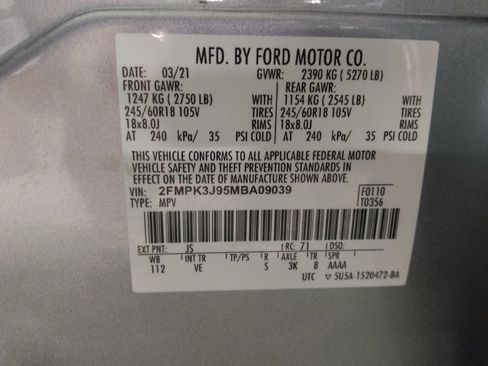 MFD. BY FORD MOTOR CO.
DATE: 03/21 GVWR: 2390 KG ( 5270 LB)
FRONT GAWR: REAR GAWR:
1247 KG ( 2750 LB) WITH 1154 KG ( 2545 LB) WITH
245/60R18 105V TIRES 245/60R18 105V TIRES
18x8.0J RIMS 18x8.0J RIMS
AT 240 kPa/ 35 PSI COLD AT 240 kPa/ 35 PSI COLD
THIS VEHICLE CONFORMS TO ALL APPLICABLE FEDERAL MOTOR
VEHICLE SAFETY AND THEFT PREVENTION STANDARDS
IN EFFECT ON THE DATE OF MANUFACTURE SHOWN ABOVE.
VIN: 2FMPK3J95MBA09039 F0110
TYPE: MPV T0356
EXT PNT: JS RC: 71 DSO:
WB INT TR TP/PS R AXLE TR SPR
112 VE S 3K 8 AAAA
UTC ▽ 5U5A-1520472-BA